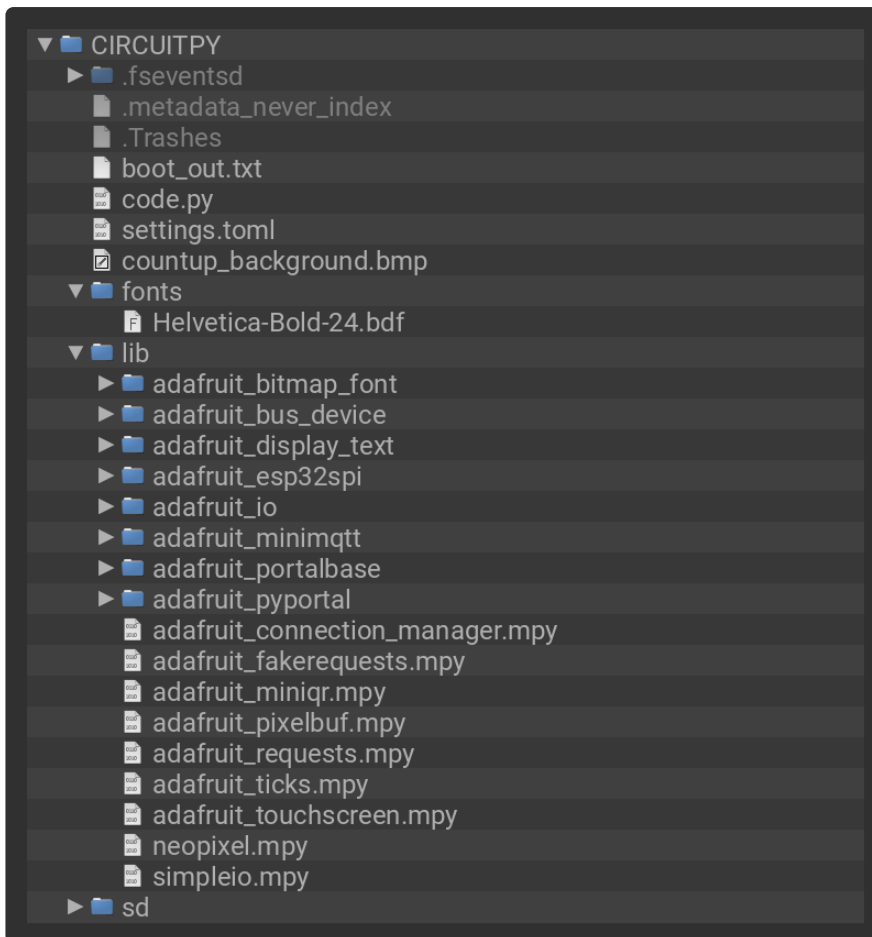 CIRCUITPY
.fseventsd
.metadata_never_index
.Trashes
boot_out.txt
code.py
settings.toml
countup_background.bmp
fonts
Helvetica-Bold-24.bdf
lib
adafruit_bitmap_font
adafruit_bus_device
adafruit_display_text
adafruit_esp32spi
adafruit_io
adafruit_minimqtt
adafruit_portalbase
adafruit_pyportal
adafruit_connection_manager.mpy
adafruit_fakerequests.mpy
adafruit_miniqr.mpy
adafruit_pixelbuf.mpy
adafruit_requests.mpy
adafruit_ticks.mpy
adafruit_touchscreen.mpy
neopixel.mpy
simpleio.mpy
sd